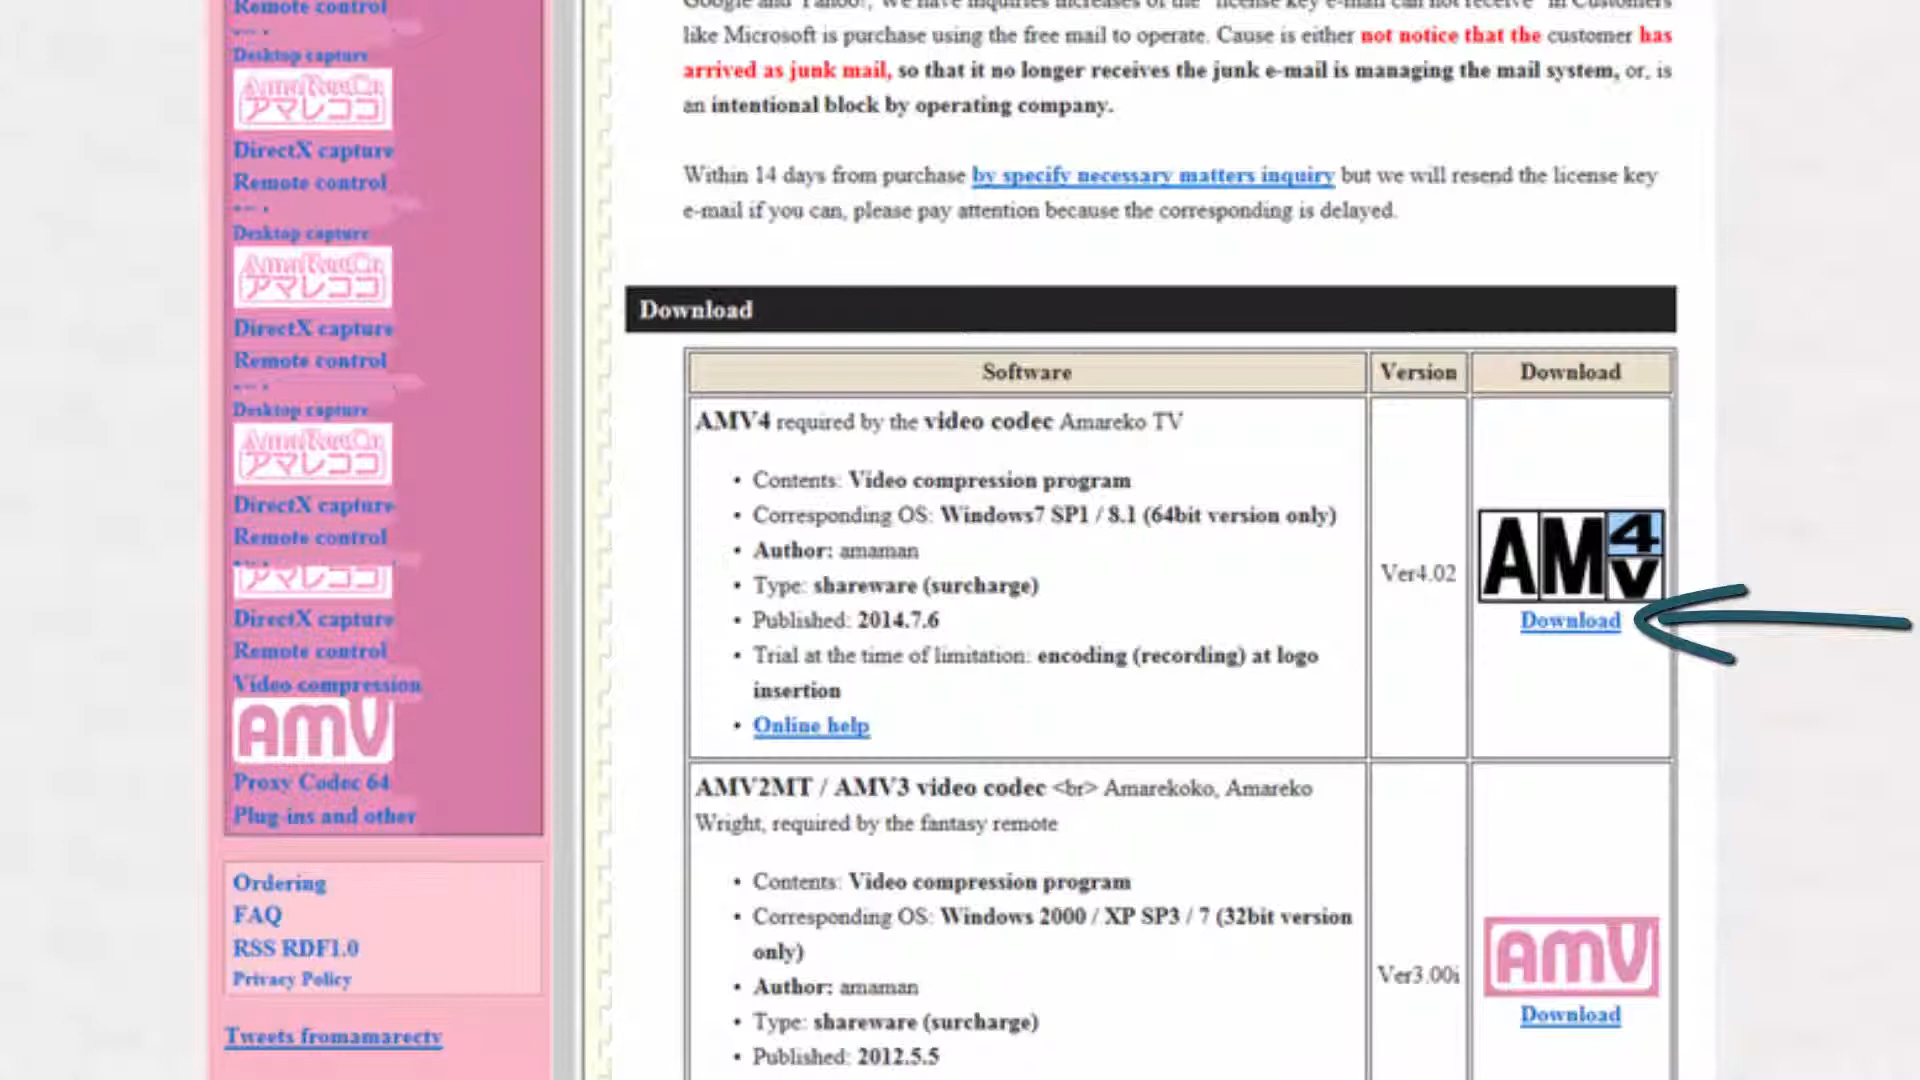 Remote control
Desktop capture
AmaRecCo
アマレココ
DirectX capture
Remote control
Desktop capture
AmaRecCo
アマレココ
DirectX capture
Remote control
Desktop capture
AmaRecCo
アマレココ
DirectX capture
Remote control
アマレココ
DirectX capture
Remote control
Video compression
AMV
Proxy Codec 64
Plug-ins and other
Ordering
FAQ
RSS RDF1.0
Privacy Policy
Tweets fromamarectv
like Microsoft is purchase using the free mail to operate. Cause is either not notice that the customer has
arrived as junk mail, so that it no longer receives the junk e-mail is managing the mail system, or, is
an intentional block by operating company.
Within 14 days from purchase by specify necessary matters inquiry but we will resend the license key
e-mail if you can, please pay attention because the corresponding is delayed.
Download
Software Version Download
AMV4 required by the video codec Amareko TV
• Contents: Video compression program
• Corresponding OS: Windows7 SP1 / 8.1 (64bit version only)
• Author: amaman
• Type: shareware (surcharge)
• Published: 2014.7.6
• Trial at the time of limitation: encoding (recording) at logo
insertion
• Online help
Ver4.02
AMV4
Download
AMV2MT / AMV3 video codec <br> Amarekoko, Amareko
Wright, required by the fantasy remote
• Contents: Video compression program
• Corresponding OS: Windows 2000 / XP SP3 / 7 (32bit version
only)
• Author: amaman
• Type: shareware (surcharge)
• Published: 2012.5.5
Ver3.00i
AMV
Download